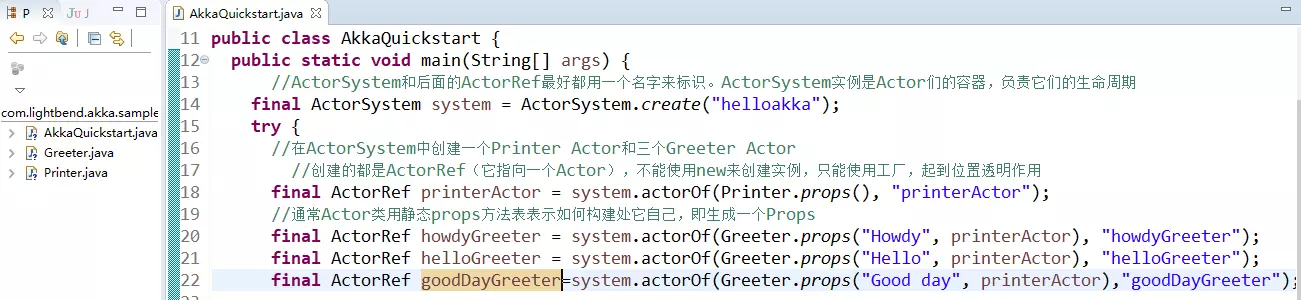 P
JU
AkkaQuickstart.java
com.lightbend.akka.sample
AkkaQuickstart.java
Greeter.java
Printer.java
11 public class AkkaQuickstart {
12 public static void main(String[] args) {
13 //ActorSystem和后面的ActorRef最好都用一个名字来标识。ActorSystem实例是Actor们的容器，负责它们的生命周期
14 final ActorSystem system = ActorSystem.create("helloakka");
15 try {
16 //在ActorSystem中创建一个Printer Actor和三个Greeter Actor
17 //创建的都是ActorRef（它指向一个Actor），不能使用new来创建实例，只能使用工厂，起到位置透明作用
18 final ActorRef printerActor = system.actorOf(Printer.props(), "printerActor");
19 //通常Actor类用静态props方法表表示如何构建处它自己，即生成一个Props
20 final ActorRef howdyGreeter = system.actorOf(Greeter.props("Howdy", printerActor), "howdyGreeter");
21 final ActorRef helloGreeter = system.actorOf(Greeter.props("Hello", printerActor), "helloGreeter");
22 final ActorRef goodDayGreeter=system.actorOf(Greeter.props("Good day", printerActor),"goodDayGreeter");